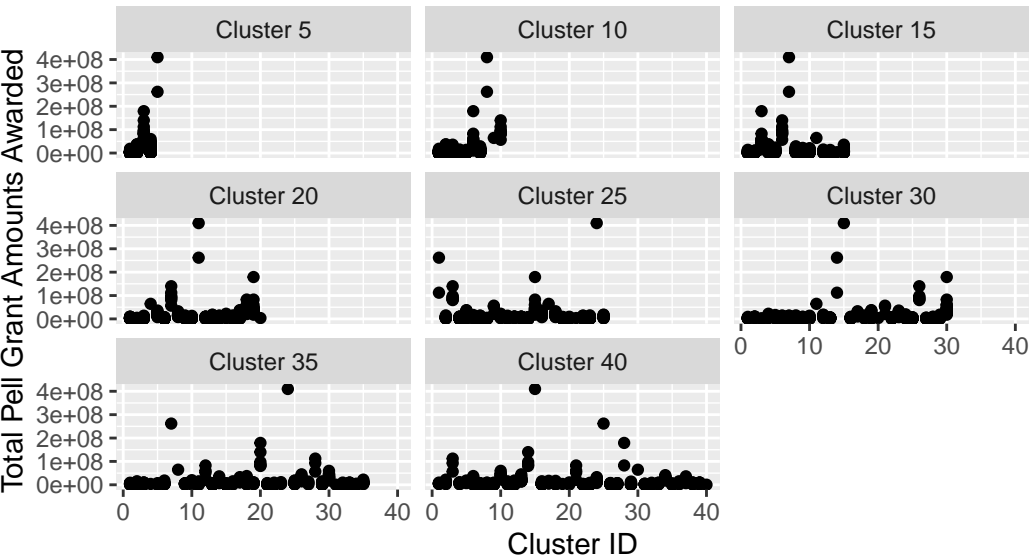 Cluster 5 Cluster 10 Cluster 15
4e+08
3e+08
2e+08
1e+08
0e+00
Cluster 20 Cluster 25 Cluster 30
4e+08
3e+08
2e+08
1e+08
0e+00
0 10 20 30 40
Cluster 35 Cluster 40
4e+08
3e+08
2e+08
1e+08
0e+00
0 10 20 30 40 0 10 20 30 40
Cluster ID
Total Pell Grant Amounts Awarded